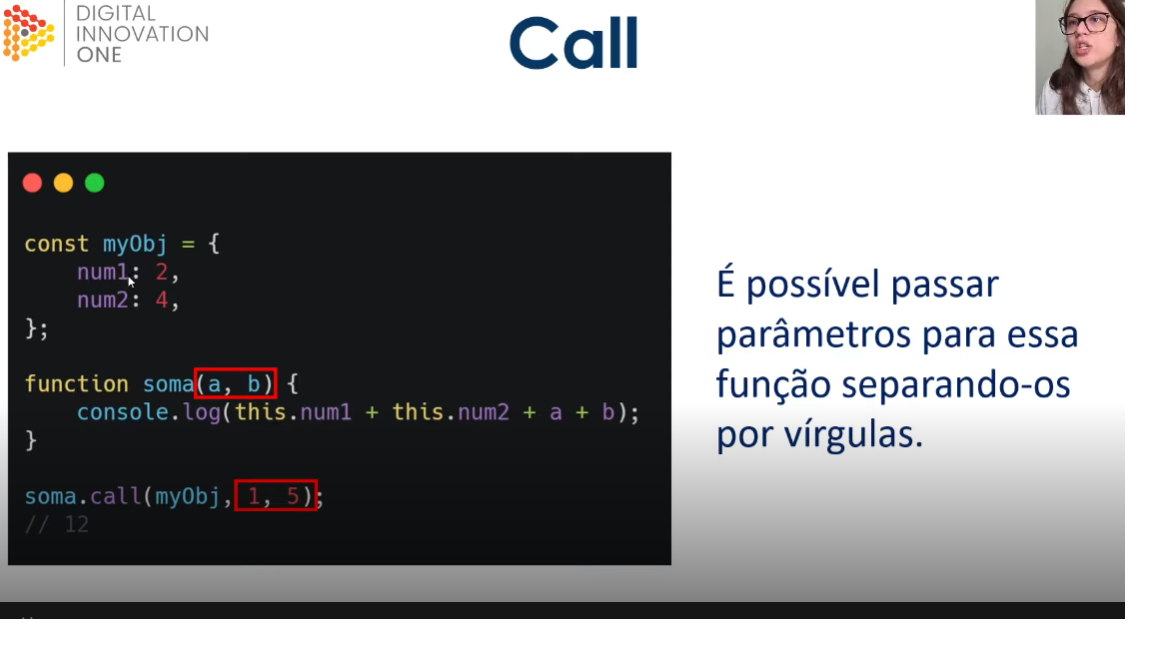 DIGITAL
INNOVATION
ONE
Call
const myObj = {
    num1: 2,
    num2: 4,
};
function soma(a, b) {
    console.log(this.num1 + this.num2 + a + b);
}
soma.call(myObj, 1, 5);
// 12
É possível passar
parâmetros para essa
função separando-os
por vírgulas.